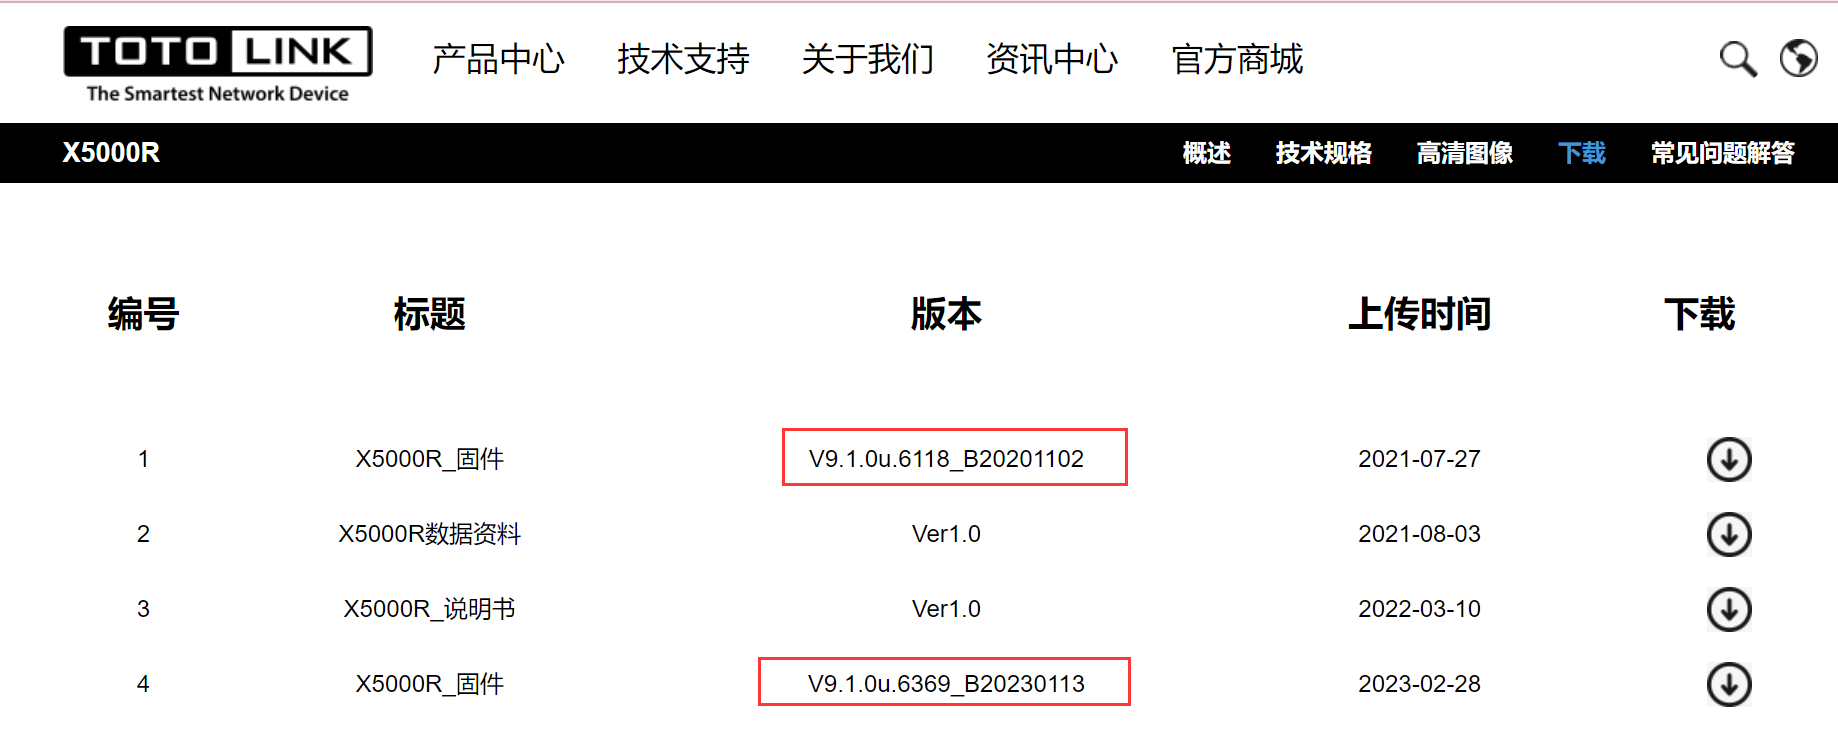 TOTO LINK
The Smartest Network Device
产品中心 技术支持 关于我们 资讯中心 官方商城
X5000R 概述 技术规格 高清图像 下载 常见问题解答
编号 标题 版本 上传时间 下载
1 X5000R_固件 V9.1.0u.6118_B20201102 2021-07-27
2 X5000R数据资料 Ver1.0 2021-08-03
3 X5000R_说明书 Ver1.0 2022-03-10
4 X5000R_固件 V9.1.0u.6369_B20230113 2023-02-28